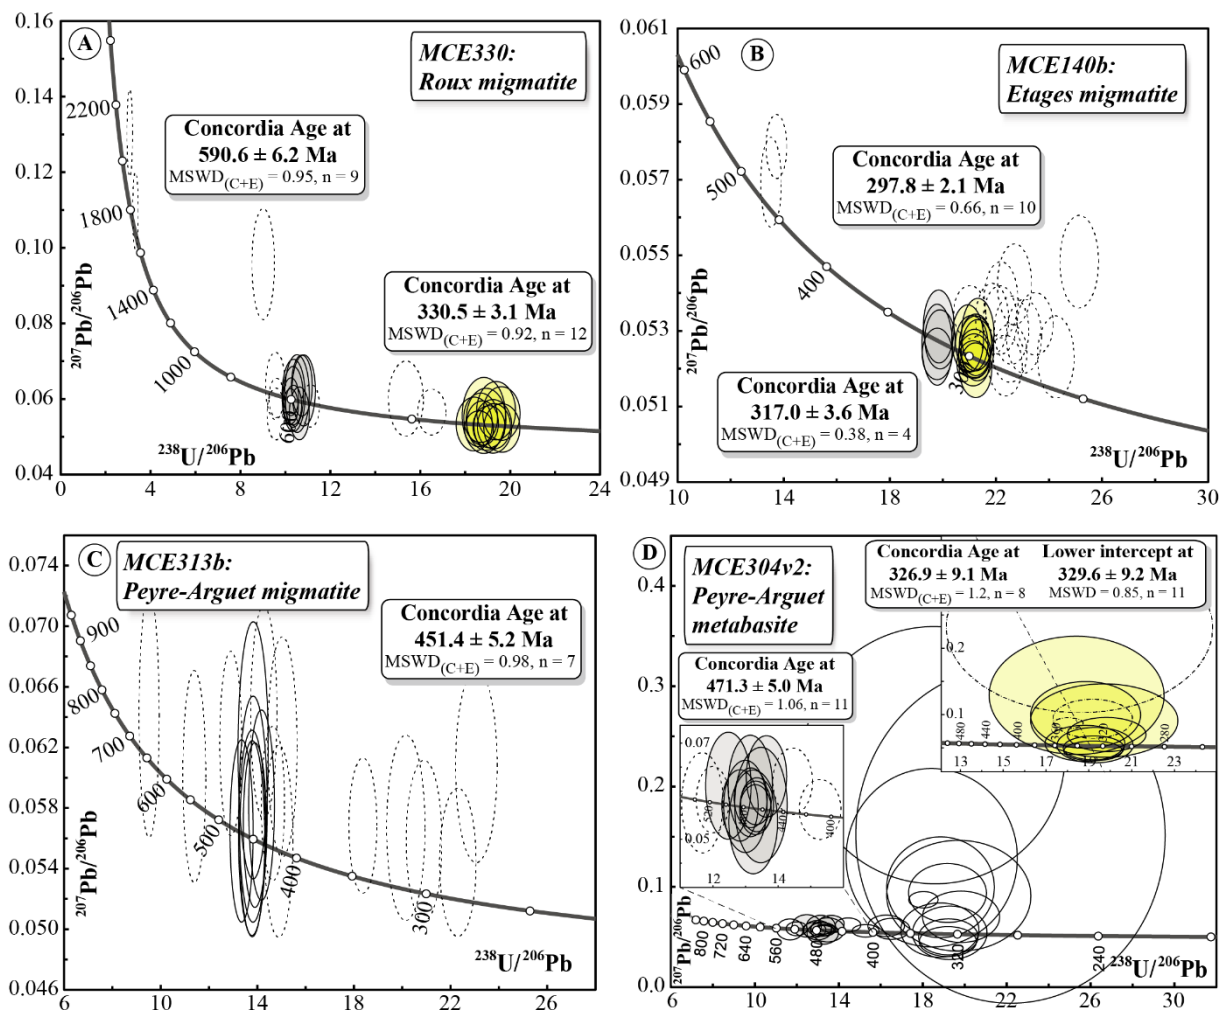 A
MCE330:
Roux migmatite
Concordia Age at
590.6 ± 6.2 Ma
MSWD(C+E) = 0.95, n = 9
Concordia Age at
330.5 ± 3.1 Ma
MSWD(C+E) = 0.92, n = 12
0.16
0.14
0.12
0.10
0.08
0.06
0.04
2200
1800
1400
1000
600
207Pb/206Pb
238U/206Pb
0 4 8 12 16 20 24
B
MCE140b:
Etages migmatite
Concordia Age at
297.8 ± 2.1 Ma
MSWD(C+E) = 0.66, n = 10
Concordia Age at
317.0 ± 3.6 Ma
MSWD(C+E) = 0.38, n = 4
0.061
0.059
0.057
0.055
0.053
0.051
0.049
600
500
400
207Pb/206Pb
238U/206Pb
10 14 18 22 26 30
C
MCE313b:
Peyre-Arguet migmatite
Concordia Age at
451.4 ± 5.2 Ma
MSWD(C+E) = 0.98, n = 7
0.074
0.070
0.066
0.062
0.058
0.054
0.050
0.046
900
800
700
600
500
400
300
207Pb/206Pb
238U/206Pb
6 10 14 18 22 26
D
MCE304v2:
Peyre-Arguet
metabasite
Concordia Age at
326.9 ± 9.1 Ma
MSWD(C+E) = 1.2, n = 8
Lower intercept at
329.6 ± 9.2 Ma
MSWD = 0.85, n = 11
Concordia Age at
471.3 ± 5.0 Ma
MSWD(C+E) = 1.06, n = 11
0.2
0.1
480 440 400 360 320 280
13 15 17 19 21 23
0.07
0.05
440 400
12 14
0.4
0.3
0.2
0.1
0.0
800 720 640 560 480 400 320 240
207Pb/206Pb
238U/206Pb
6 10 14 18 22 26 30